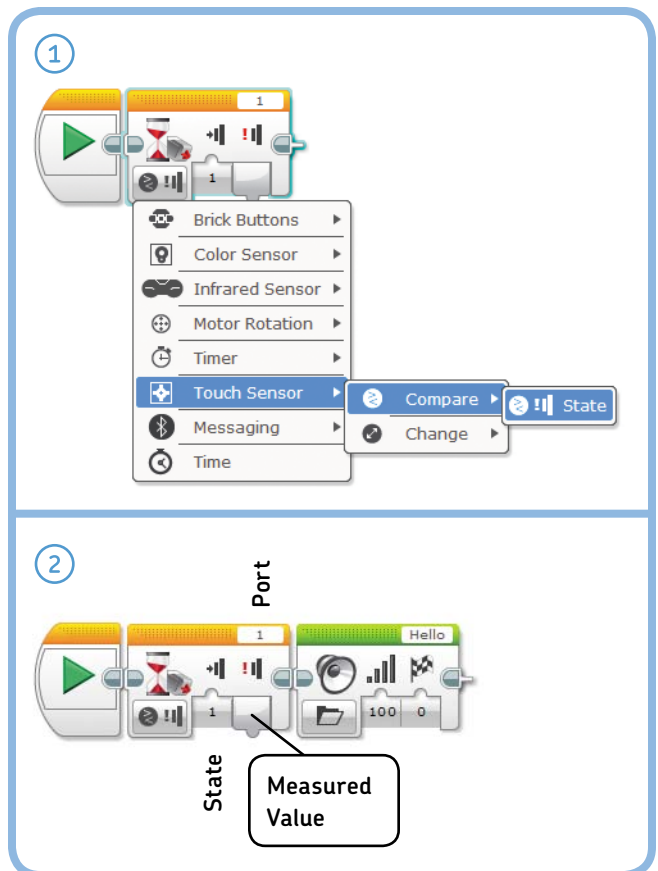 1
1
1
Brick Buttons
Color Sensor
Infrared Sensor
Motor Rotation
Timer
Touch Sensor
Compare
State
Messaging
Change
Time
2
Port
1
Hello
1
100
0
State
Measured
Value